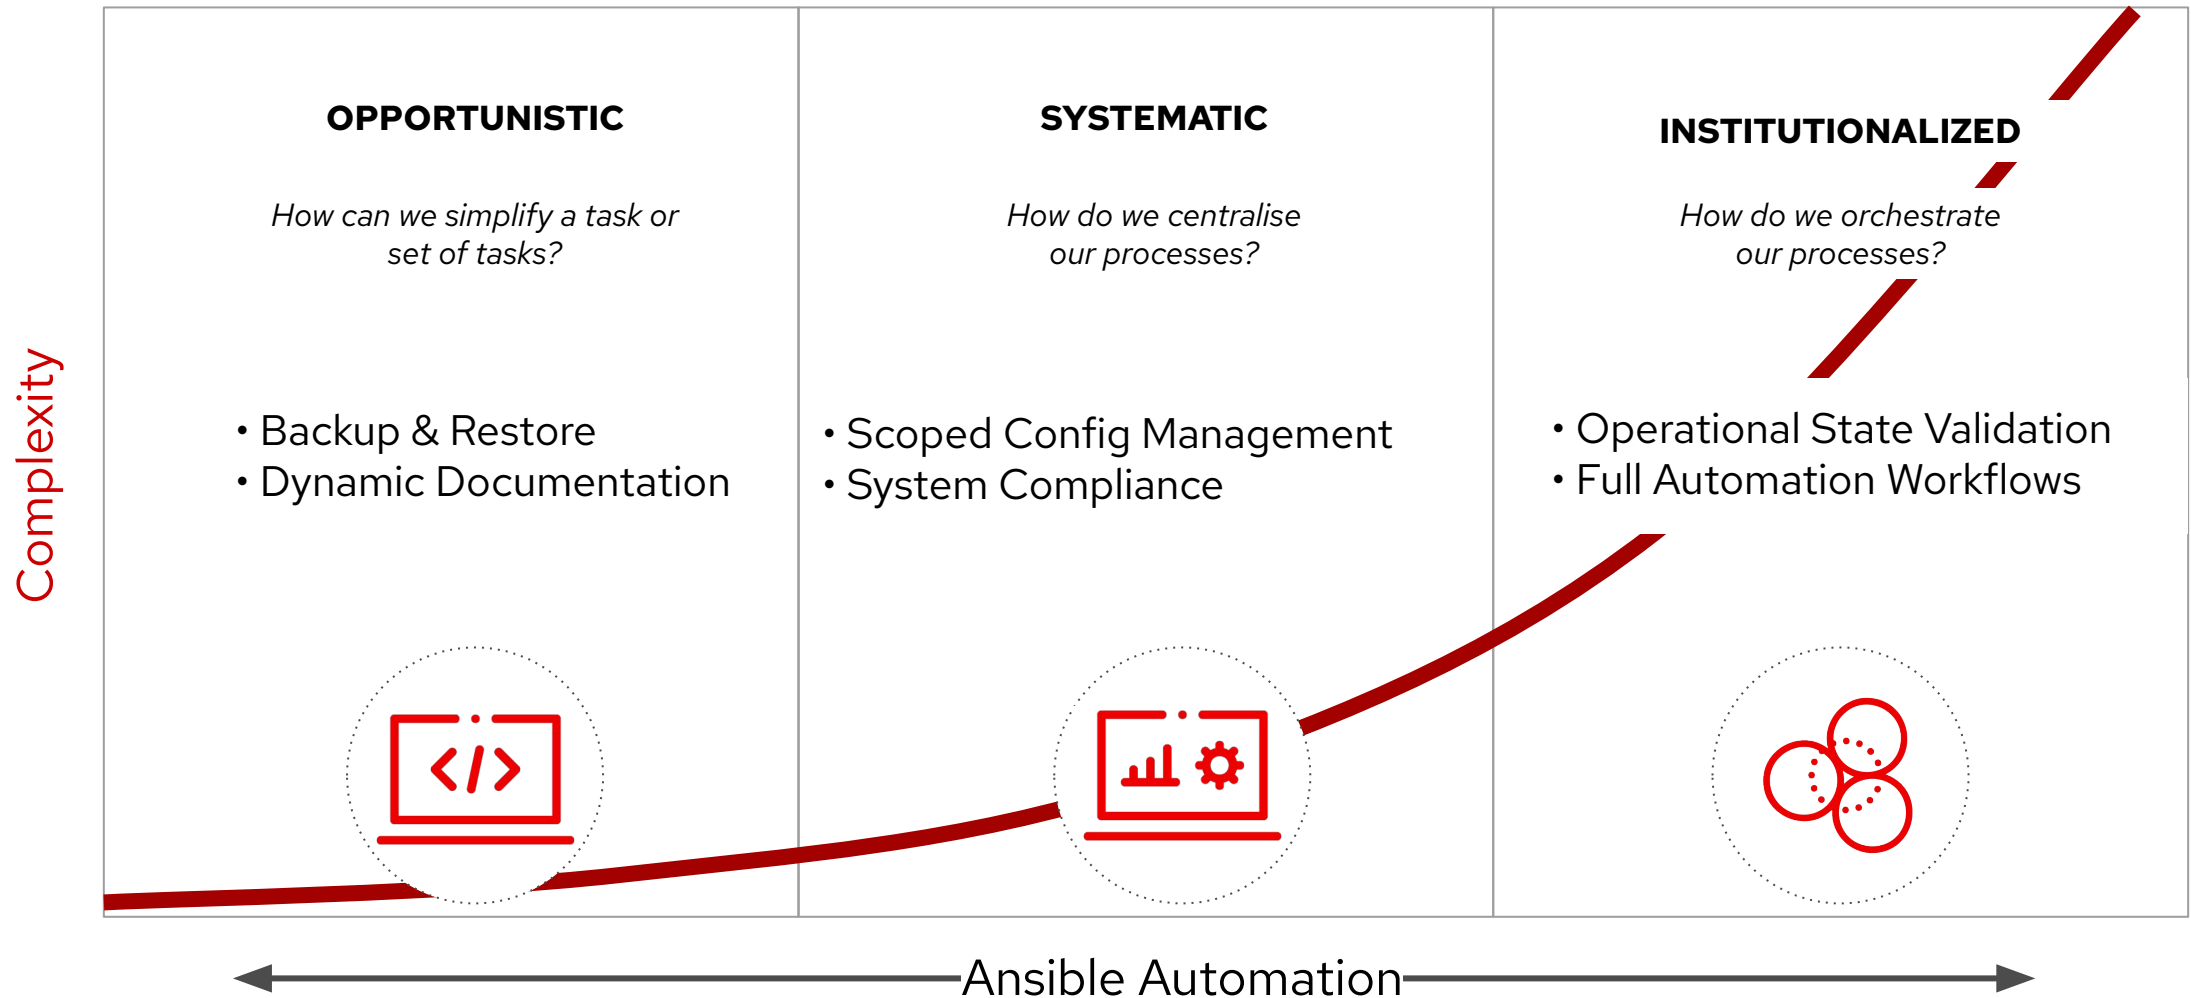 Complexity
OPPORTUNISTIC
How can we simplify a task or
set of tasks?
• Backup & Restore
• Dynamic Documentation
</>
SYSTEMATIC
How do we centralise
our processes?
• Scoped Config Management
• System Compliance
INSTITUTIONALIZED
How do we orchestrate
our processes?
• Operational State Validation
• Full Automation Workflows
Ansible Automation